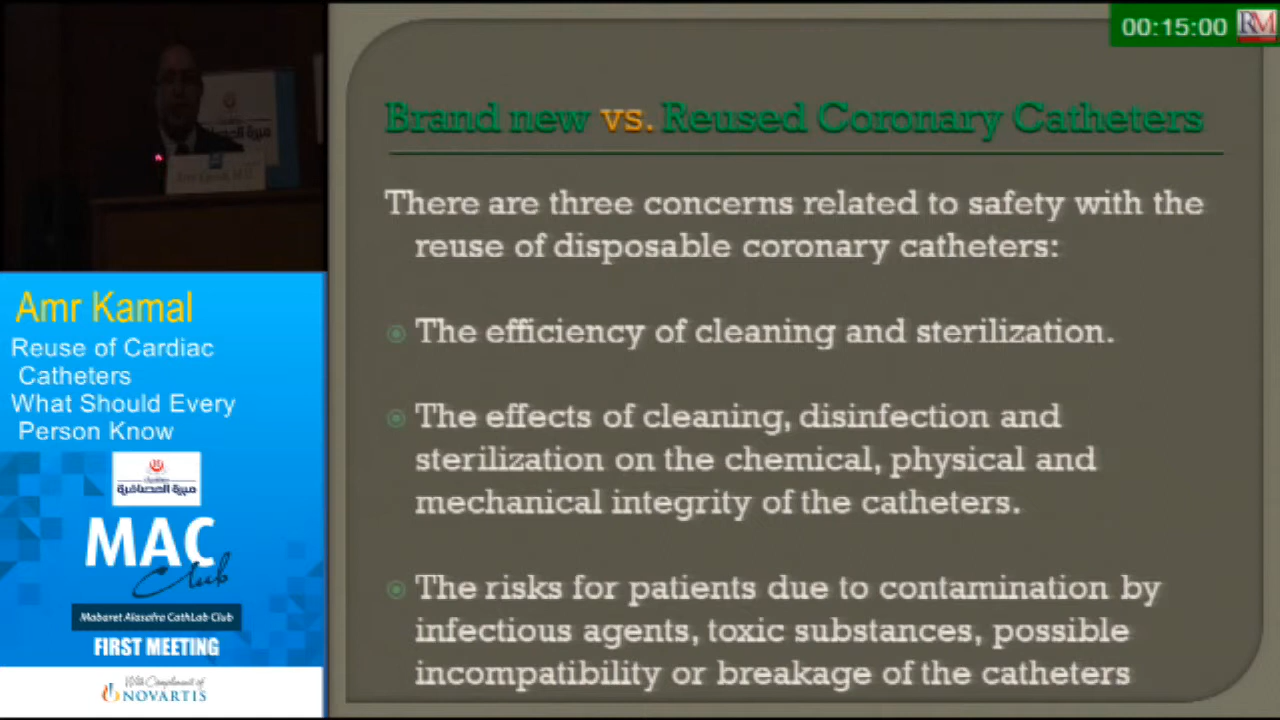 00:15:00
RM
Brand new vs. Reused Coronary Catheters
There are three concerns related to safety with the
reuse of disposable coronary catheters:
The efficiency of cleaning and sterilization.
The effects of cleaning, disinfection and
sterilization on the chemical, physical and
mechanical integrity of the catheters.
The risks for patients due to contamination by
infectious agents, toxic substances, possible
incompatibility or breakage of the catheters
Amr Kamal
Reuse of Cardiac
Catheters
What Should Every
Person Know
مبرة العصافرة
MAC
Club
Mabaret Alasafra CathLab Club
FIRST MEETING
With Compliment of
NOVARTIS